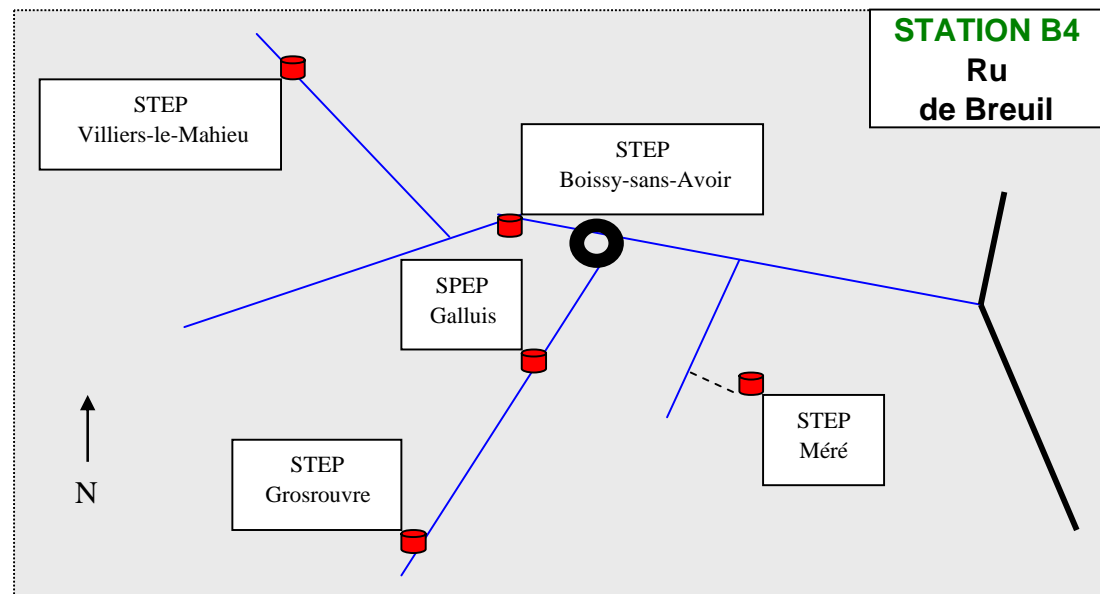 STATION B4
Ru
de Breuil
STEP
Villiers-le-Mahieu
STEP
Boissy-sans-Avoir
SPEP
Galluis
STEP
Méré
STEP
Grosrouvre
N